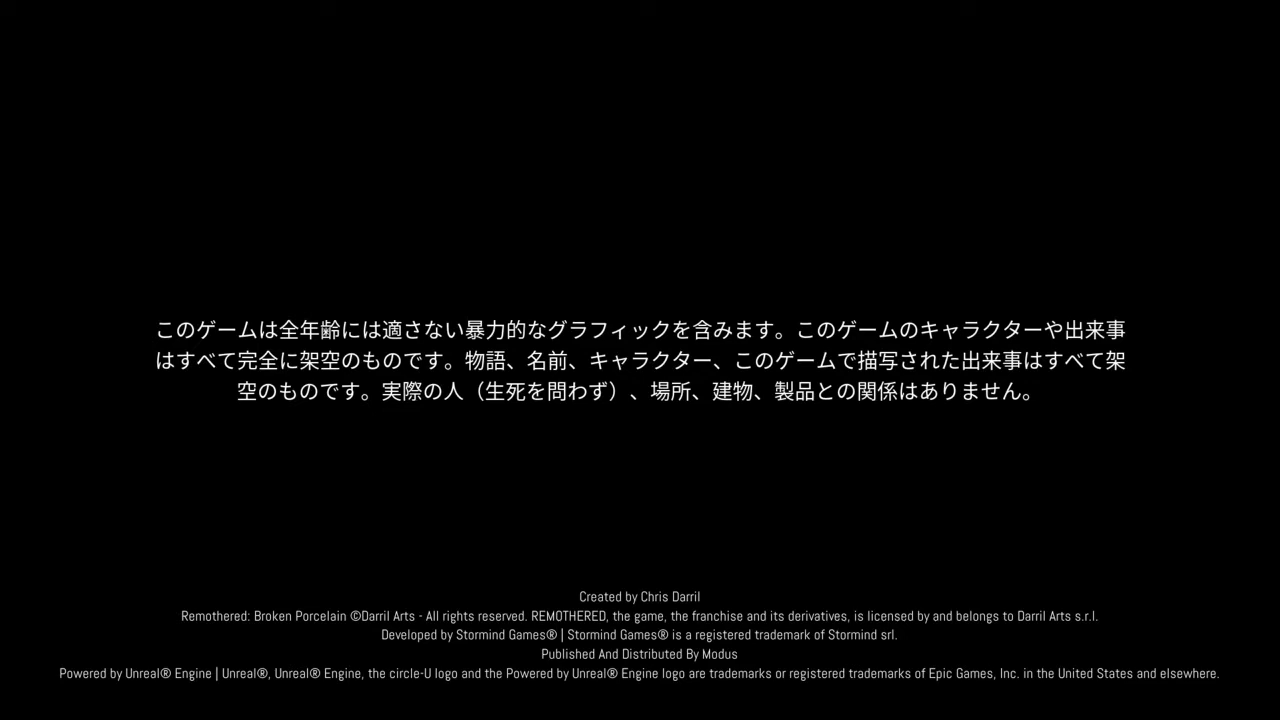 このゲームは全年齢には適さない暴力的なグラフィックを含みます。このゲームのキャラクターや出来事
はすべて完全に架空のものです。物語、名前、キャラクター、このゲームで描写された出来事はすべて架
空のものです。実際の人（生死を問わず）、場所、建物、製品との関係はありません。
Created by Chris Darril
Remothered: Broken Porcelain ©Darril Arts - All rights reserved. REMOTHERED, the game, the franchise and its derivatives, is licensed by and belongs to Darril Arts s.r.l.
Developed by Stormind Games® | Stormind Games® is a registered trademark of Stormind srl.
Published And Distributed By Modus
Powered by Unreal® Engine | Unreal®, Unreal® Engine, the circle-U logo and the Powered by Unreal® Engine logo are trademarks or registered trademarks of Epic Games, Inc. in the United States and elsewhere.